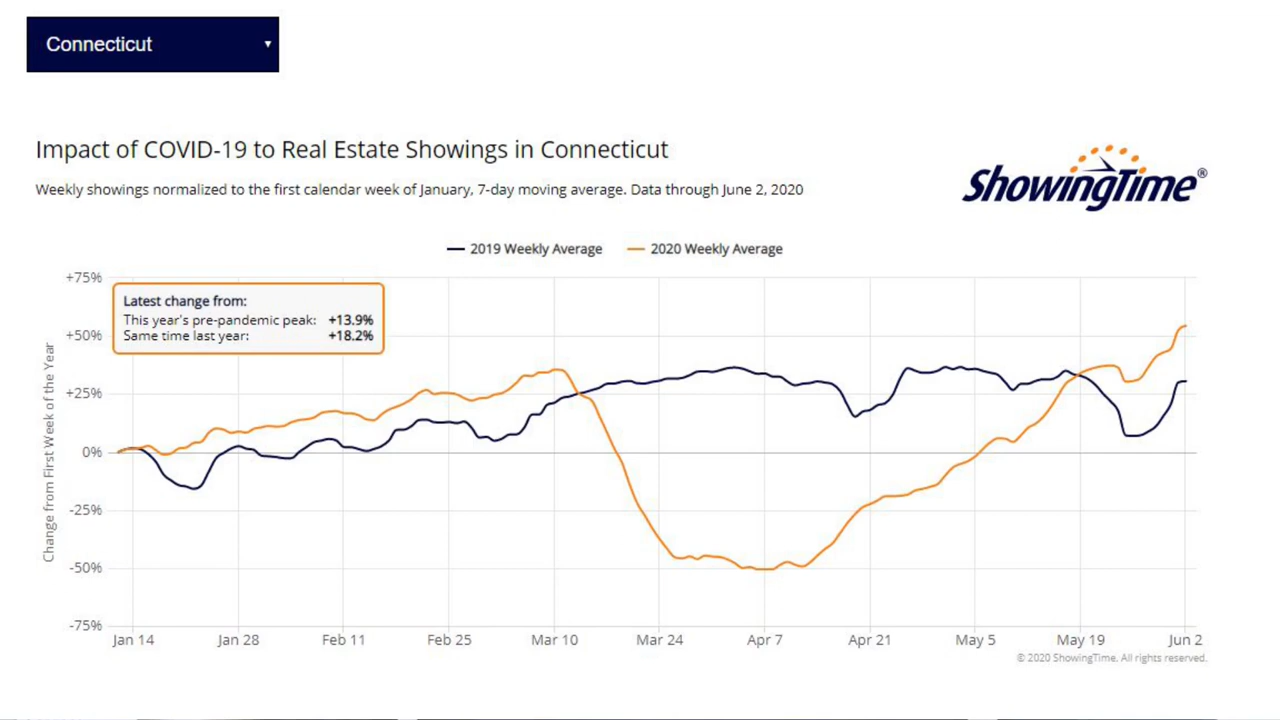 Connecticut
Impact of COVID-19 to Real Estate Showings in Connecticut
Weekly showings normalized to the first calendar week of January, 7-day moving average. Data through June 2, 2020
ShowingTime®
2019 Weekly Average 2020 Weekly Average
Change from First Week of the Year
+75%
+50%
+25%
0%
-25%
-50%
-75%
Latest change from:
This year's pre-pandemic peak: +13.9%
Same time last year: +18.2%
Jan 14 Jan 28 Feb 11 Feb 25 Mar 10 Mar 24 Apr 7 Apr 21 May 5 May 19 Jun 2
© 2020 ShowingTime. All rights reserved.